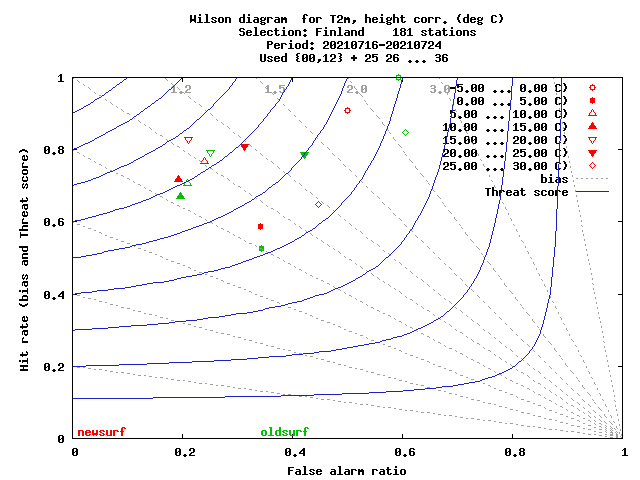 Wilson diagram for T2m, height corr. (deg C)
Selection: Finland 181 stations
Period: 20210716-20210724
Used {00,12} + 25 26 ... 36
1
0.8
0.6
0.4
0.2
0
0
0.2
0.4
0.6
0.8
1
1.2
1.5
2.0
3.0
-5.00 ... 0.00 C)
0.00 ... 5.00 C)
5.00 ... 10.00 C)
10.00 ... 15.00 C)
15.00 ... 20.00 C)
20.00 ... 25.00 C)
25.00 ... 30.00 C)
bias
Threat score
newsurf
oldsurf
Hit rate (bias and Threat score)
False alarm ratio